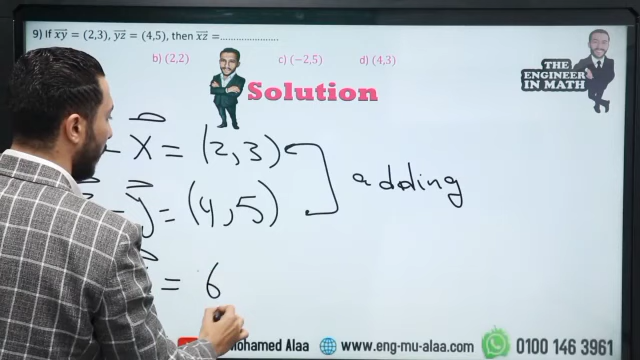 9) If xy = (2,3), yz = (4,5), then xz =.....................
b) (2,2) c) (−2,5) d) (4,3)
THE
ENGINEER
IN MATH
Solution
- X = (2,3)
- y = (4,5)
adding
= 6
ohamed Alaa www.eng-mu-alaa.com 0100 146 3961